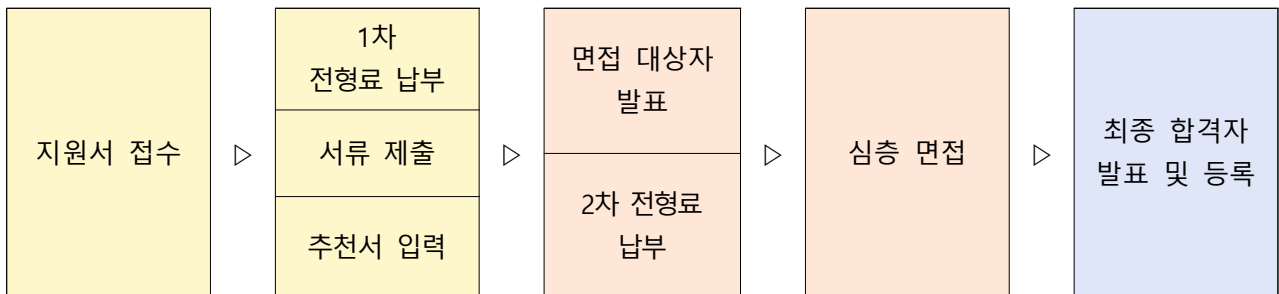 지원서 접수
▷
1차
전형료 납부
서류 제출
추천서 입력
▷
면접 대상자
발표
2차 전형료
납부
▷
심층 면접
▷
최종 합격자
발표 및 등록